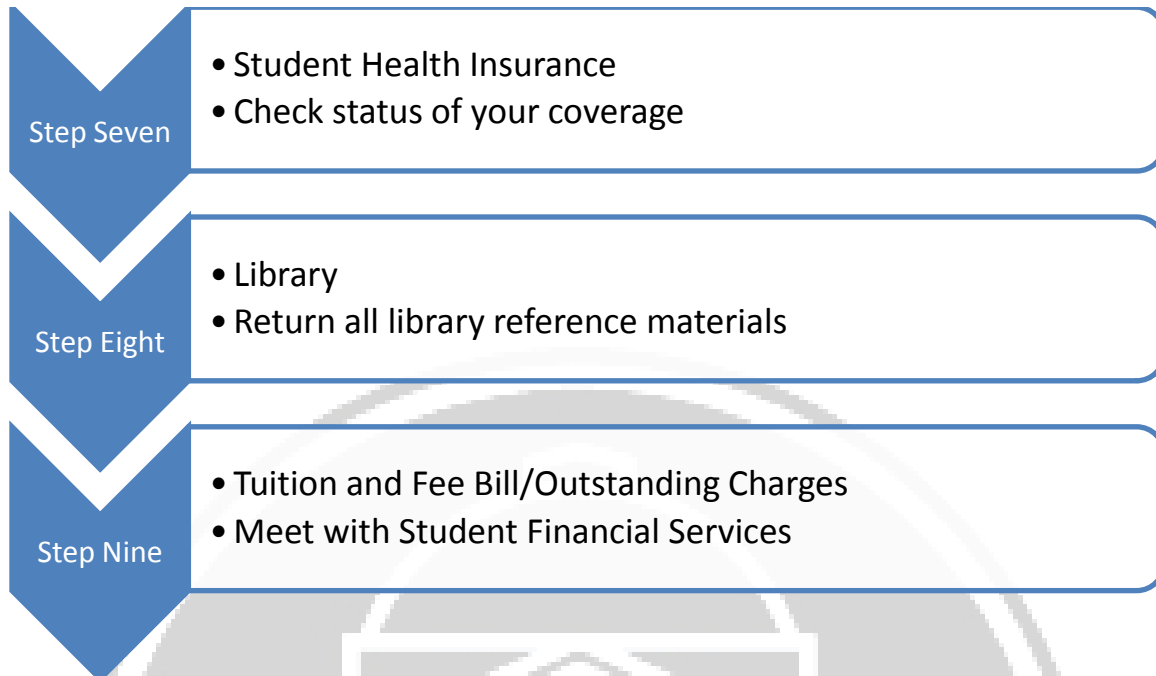 Step Seven
• Student Health Insurance
• Check status of your coverage
Step Eight
• Library
• Return all library reference materials
Step Nine
• Tuition and Fee Bill/Outstanding Charges
• Meet with Student Financial Services